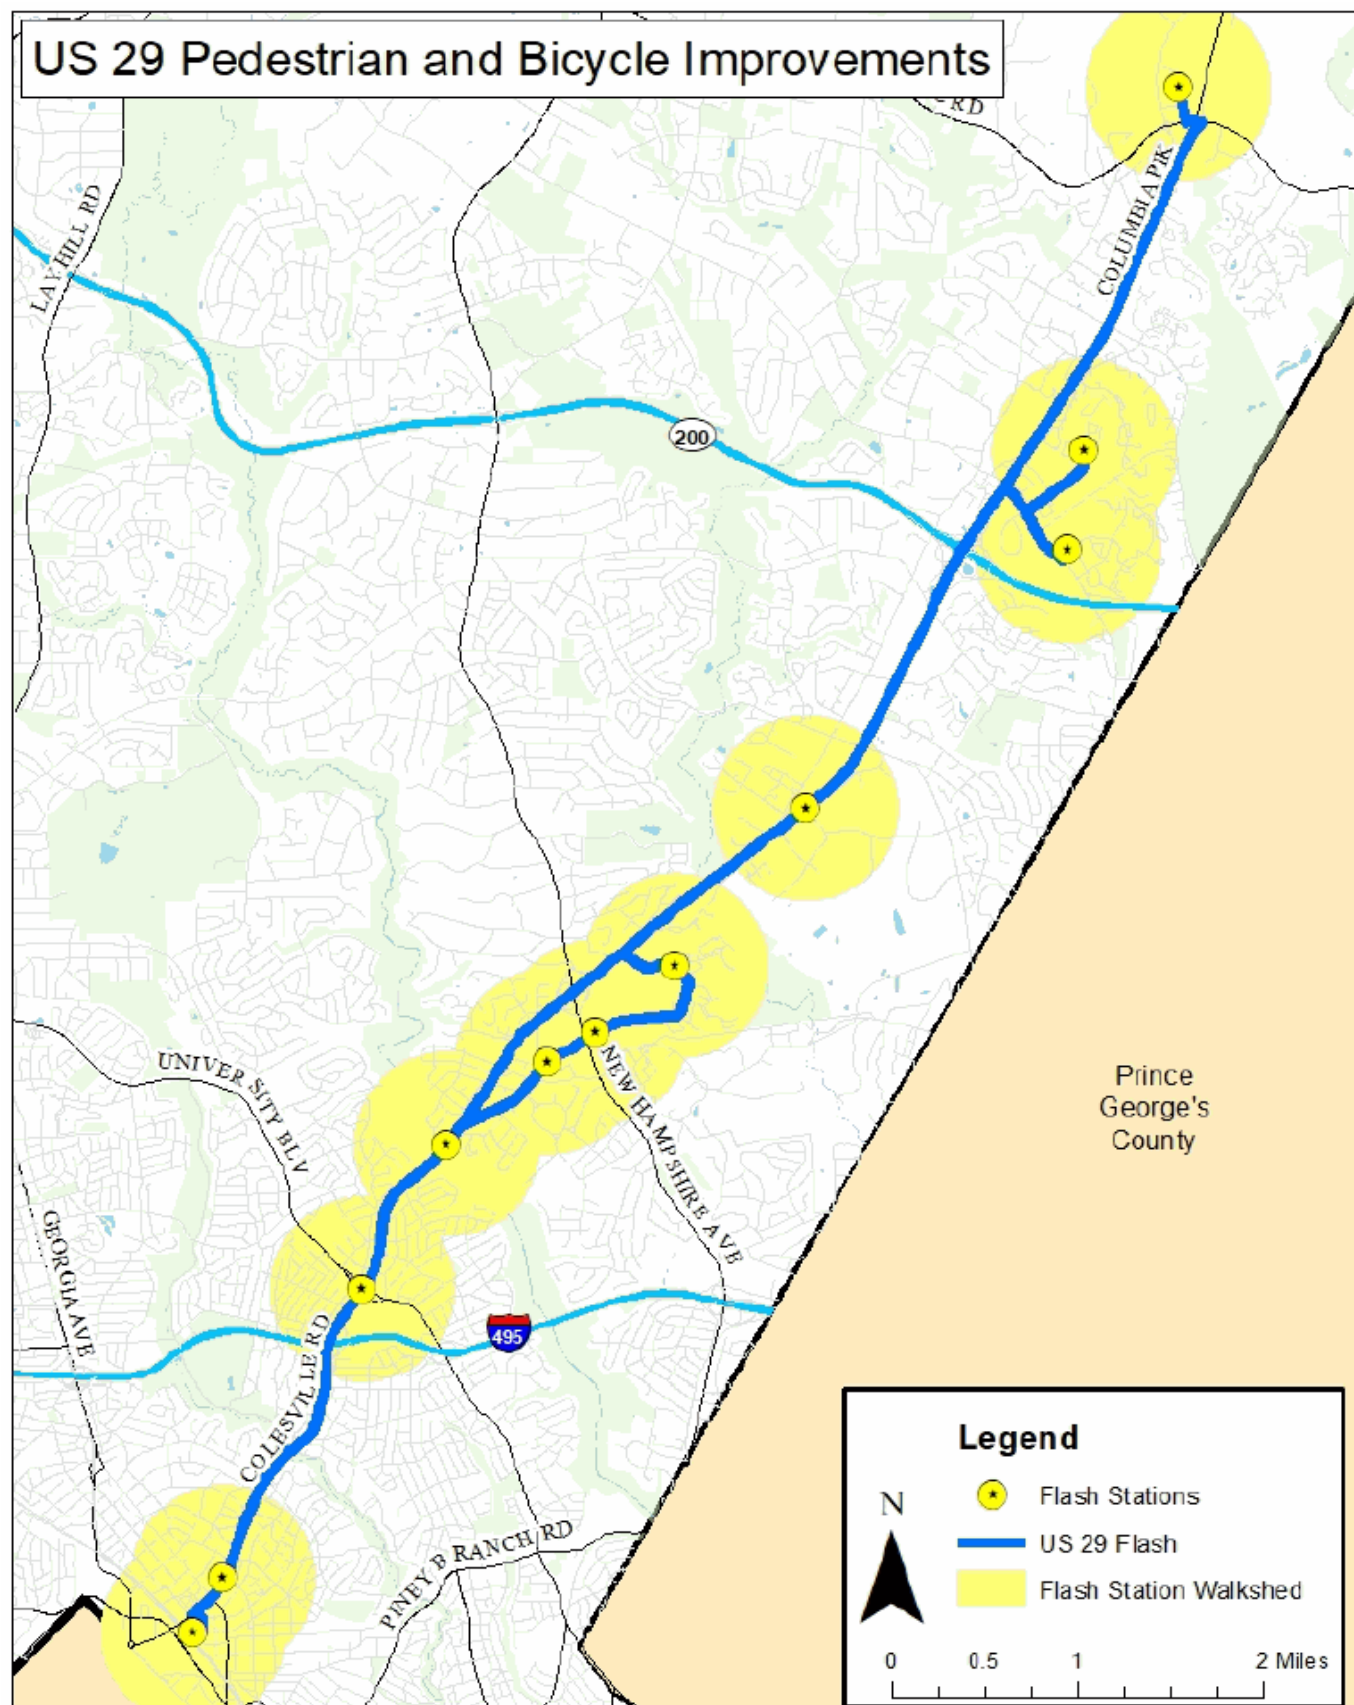 US 29 Pedestrian and Bicycle Improvements
RD
COLUMBIA PIK
LAYHILL RD
200
UNIVERSITY BLV
NEW HAMPSHIRE AVE
Prince
George's
County
GEORGIA AVE
495
COLESVILLE RD
PINEY BRANCH RD
Legend
N
Flash Stations
US 29 Flash
Flash Station Walkshed
0 0.5 1 2 Miles